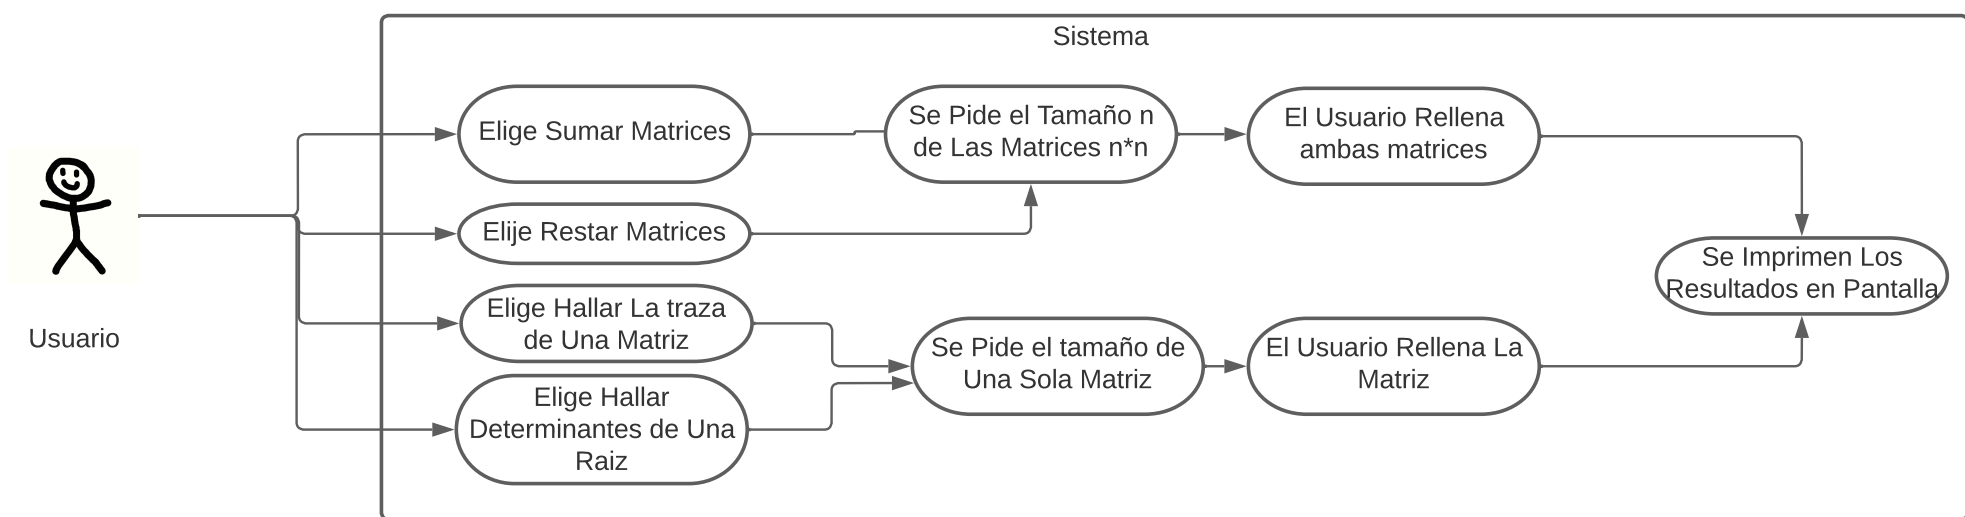 Sistema
Elige Sumar Matrices
Se Pide el Tamaño n
de Las Matrices n*n
El Usuario Rellena
ambas matrices
Elije Restar Matrices
Se Imprimen Los
Resultados en Pantalla
Elige Hallar La traza
de Una Matriz
Usuario
Se Pide el tamaño de
Una Sola Matriz
El Usuario Rellena La
Matriz
Elige Hallar
Determinantes de Una
Raiz